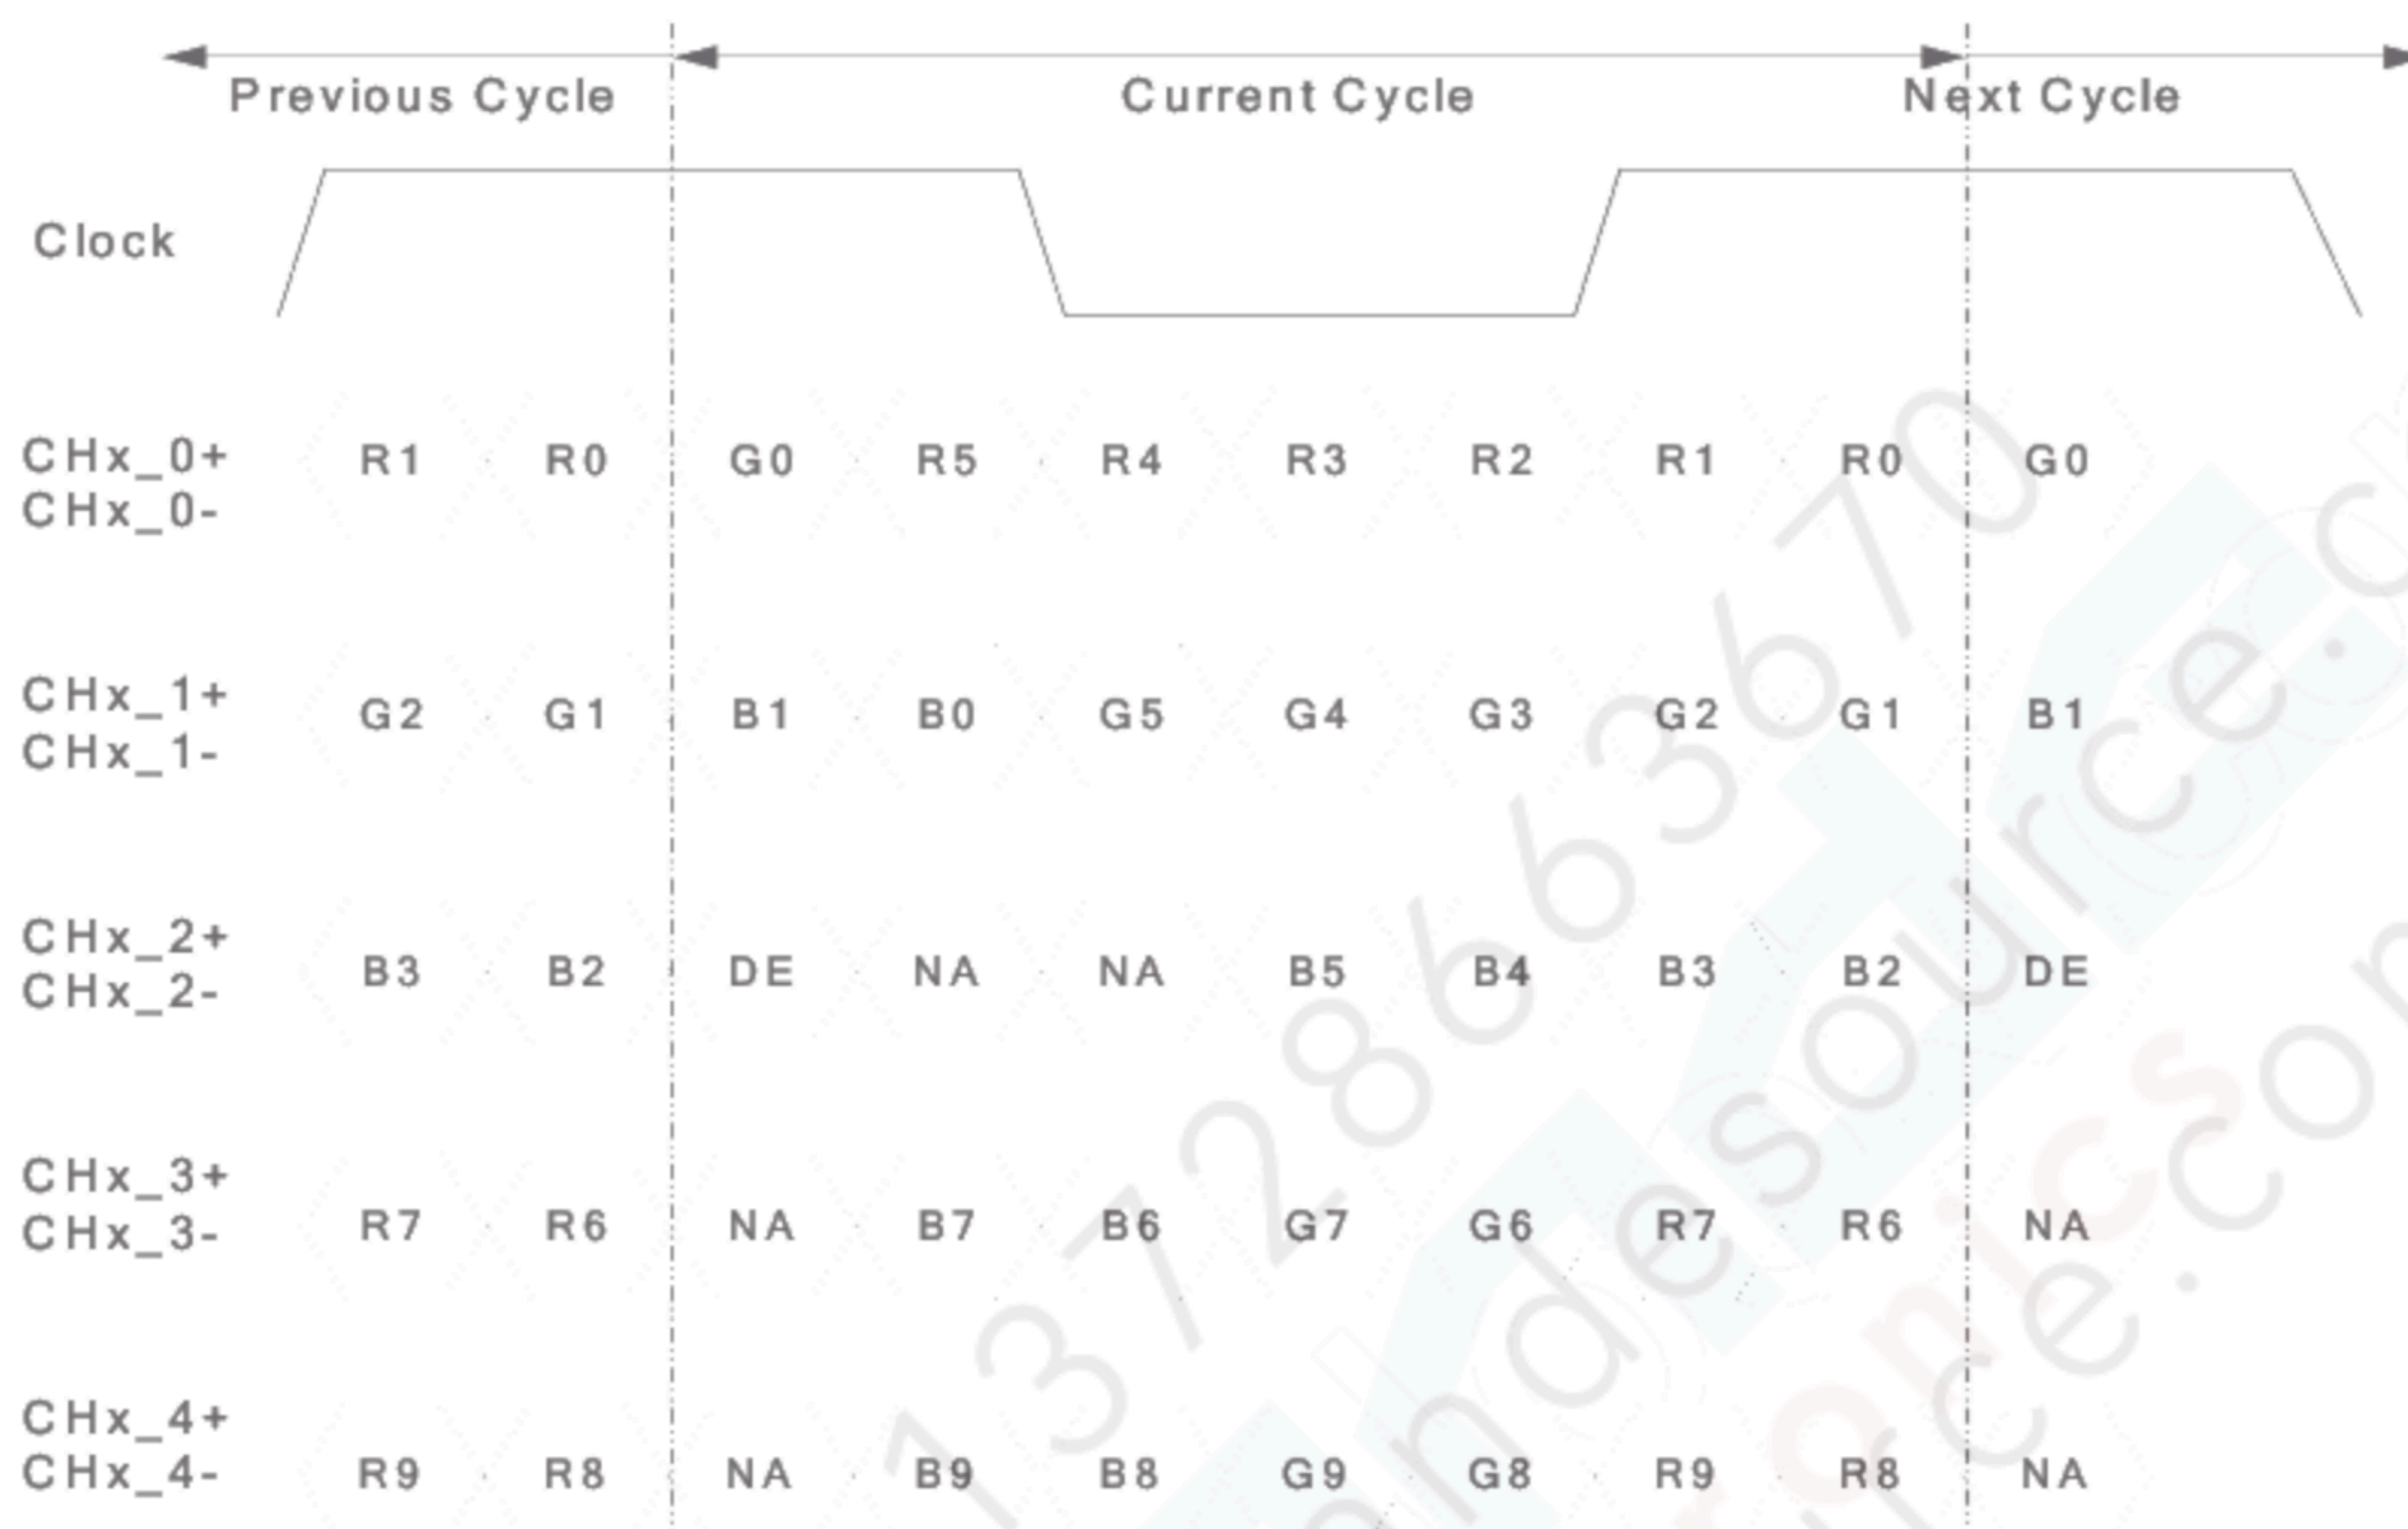 Previous Cycle Current Cycle Next Cycle
Clock
CHx_0+ R1 R0 G0 R5 R4 R3 R2 R1 R0 G0
CHx_0-
CHx_1+ G2 G1 B1 B0 G5 G4 G3 G2 G1 B1
CHx_1-
CHx_2+ B3 B2 DE NA NA B5 B4 B3 B2 DE
CHx_2-
CHx_3+
CHx_3- R7 R6 NA B7 B6 G7 G6 R7 R6 NA
CHx_4+
CHx_4- R9 R8 NA B9 B8 G9 G8 R9 R8 NA
13728663670